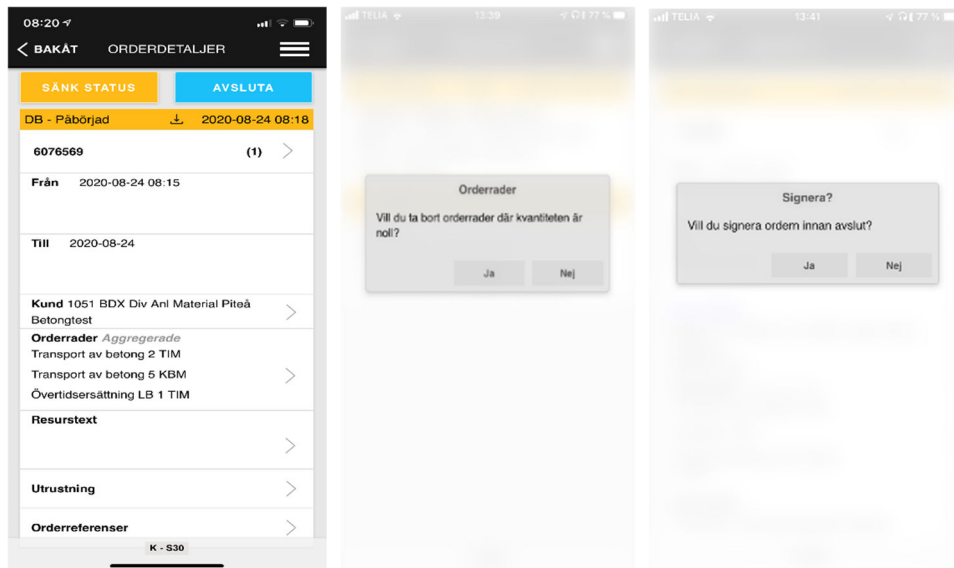 08:20
BAKÅT ORDERDETALJER
SÄNK STATUS AVSLUTA
DB - Påbörjad 2020-08-24 08:18
6076569 (1)
Från 2020-08-24 08:15
Till 2020-08-24
Kund 1051 BDX Div Anl Material Piteå
Betongtest
Orderrader Aggregerade
Transport av betong 2 TIM
Transport av betong 5 KBM
Övertidsersättning LB 1 TIM
Resurstext
Utrustning
Orderreferenser
K - S30
TELIA 13:39 77 %
Orderrader
Vill du ta bort orderrader där kvantiteten är
noll?
Ja Nej
TELIA 13:41 77 %
Signera?
Vill du signera ordern innan avslut?
Ja Nej